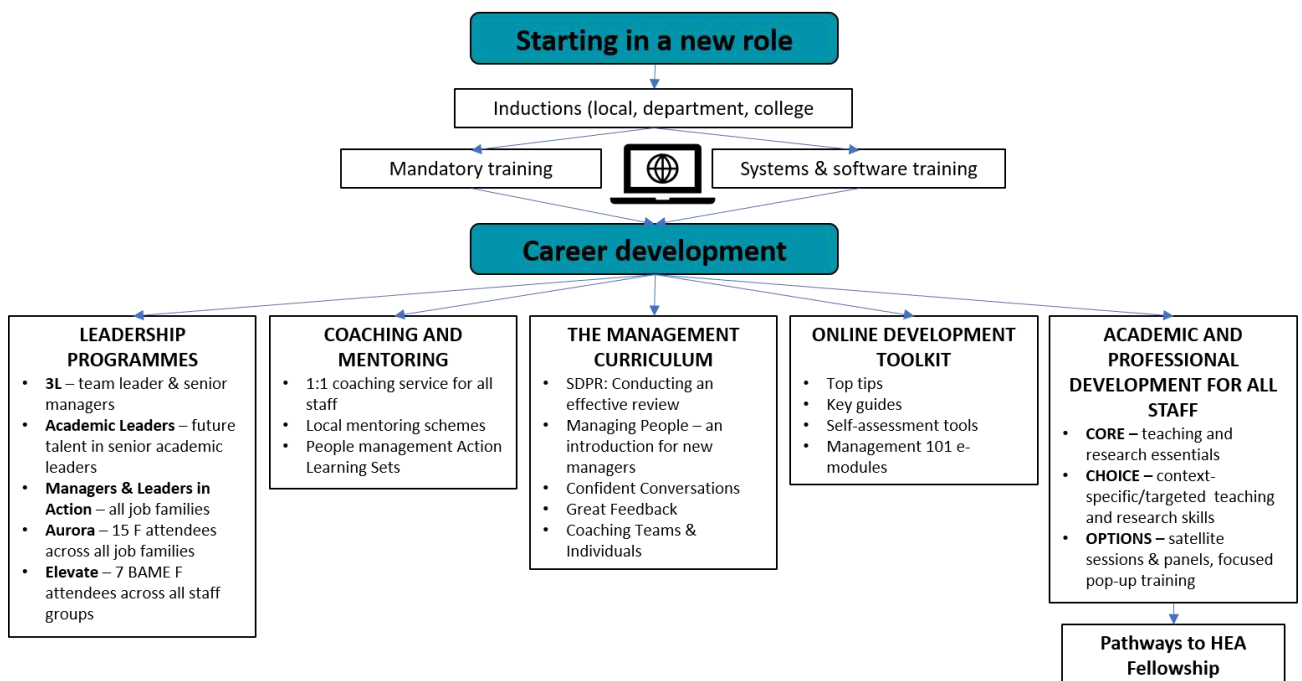 Starting in a new role
Inductions (local, department, college
Mandatory training
Systems & software training
Career development
LEADERSHIP
PROGRAMMES
• 3L – team leader & senior
managers
• Academic Leaders – future
talent in senior academic
leaders
• Managers & Leaders in
Action – all job families
• Aurora – 15 F attendees
across all job families
• Elevate – 7 BAME F
attendees across all staff
groups
COACHING AND
MENTORING
• 1:1 coaching service for all
staff
• Local mentoring schemes
• People management Action
Learning Sets
THE MANAGEMENT
CURRICULUM
• SDPR: Conducting an
effective review
• Managing People – an
introduction for new
managers
• Confident Conversations
• Great Feedback
• Coaching Teams &
Individuals
ONLINE DEVELOPMENT
TOOLKIT
• Top tips
• Key guides
• Self-assessment tools
• Management 101 e-
modules
ACADEMIC AND
PROFESSIONAL
DEVELOPMENT FOR ALL
STAFF
• CORE – teaching and
research essentials
• CHOICE – context-
specific/targeted teaching
and research skills
• OPTIONS – satellite
sessions & panels, focused
pop-up training
Pathways to HEA
Fellowship